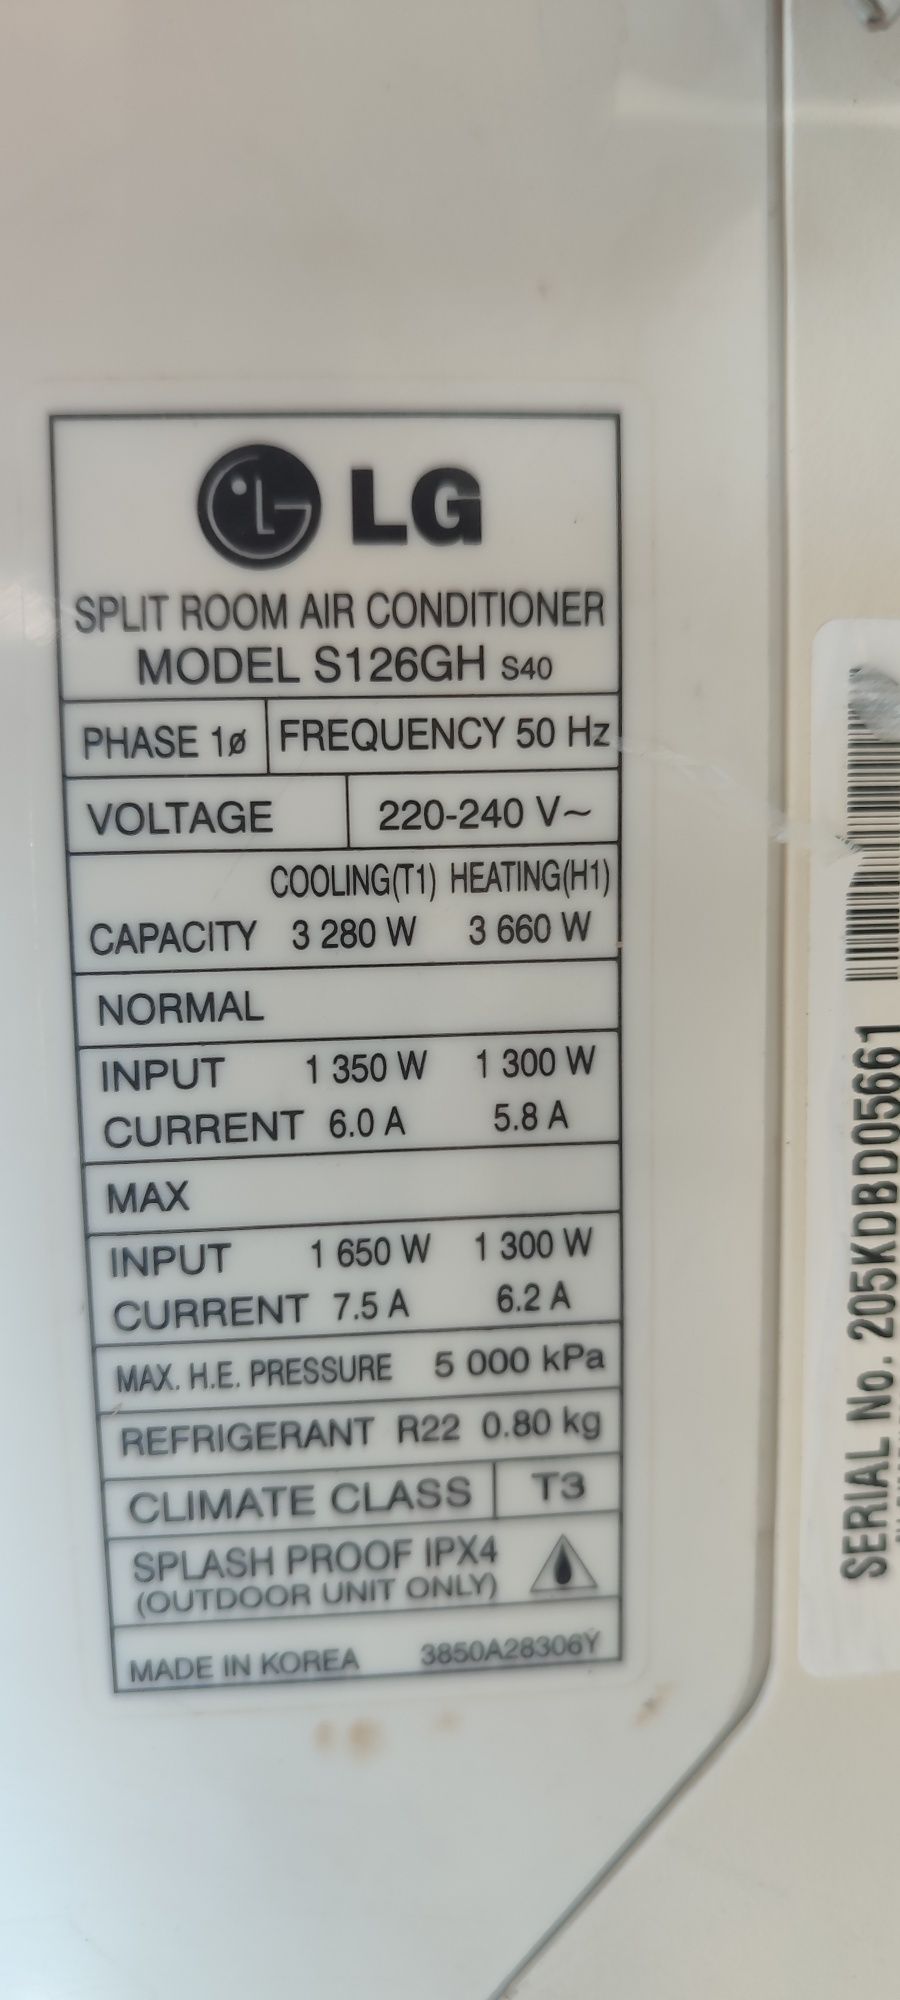 LG
SPLIT ROOM AIR CONDITIONER
MODEL S126GH S40
PHASE 1ø FREQUENCY 50 Hz
VOLTAGE 220-240 V~
COOLING(T1) HEATING(H1)
CAPACITY 3 280 W 3 660 W
NORMAL
INPUT 1 350 W 1 300 W
CURRENT 6.0 A 5.8 A
MAX
INPUT 1 650 W 1 300 W
CURRENT 7.5 A 6.2 A
MAX. H.E. PRESSURE 5 000 kPa
REFRIGERANT R22 0.80 kg
CLIMATE CLASS T3
SPLASH PROOF IPX4
(OUTDOOR UNIT ONLY)
MADE IN KOREA 3850A28306Y
SERIAL No. 205KDBD05661